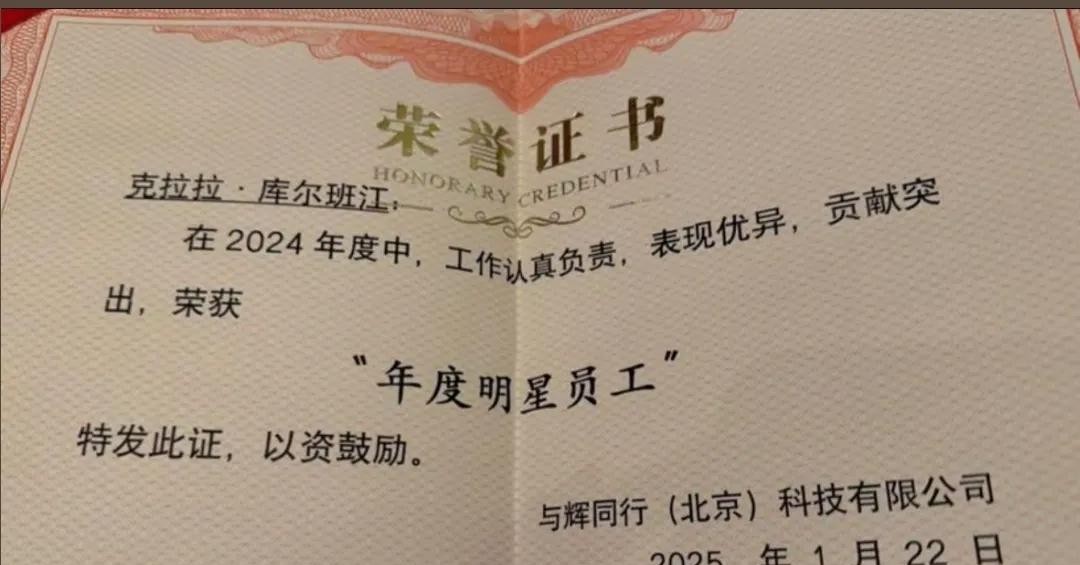 荣誉证书
HONORARY CREDENTIAL
克拉拉·库尔班江：
在 2024 年度中，工作认真负责，表现优异，贡献突
出，荣获
“年度明星员工”
特发此证，以资鼓励。
与辉同行（北京）科技有限公司
2025 年 1 月 22 日